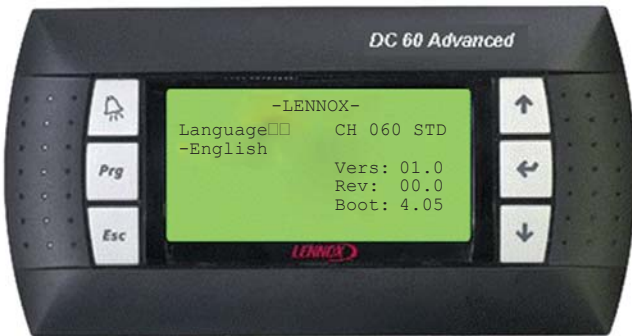 DC 60 Advanced
-LENNOX-
Language□□ CH 060 STD
-English
Vers: 01.0
Rev: 00.0
Boot: 4.05
Prg
Esc
LENNOX